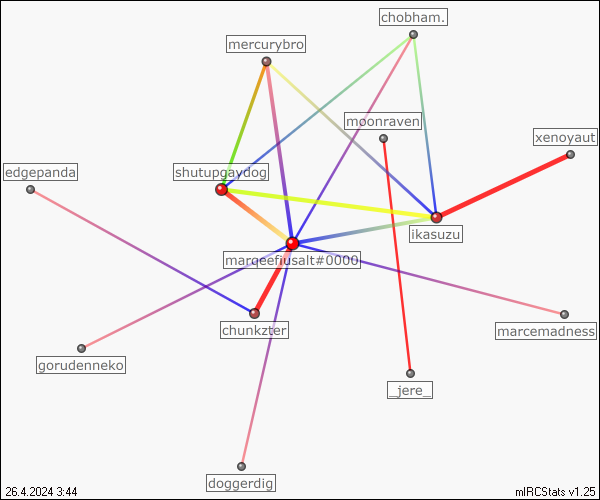 chobham.
mercurybro
moonraven
xenoyaut
edgepanda
shutupgaydog
ikasuzu
marqeefiusalt#0000
chunkzter
marcemadness
gorudenneko
_jere_
doggerdig
26.4.2024 3:44
mIRCStats v1.25